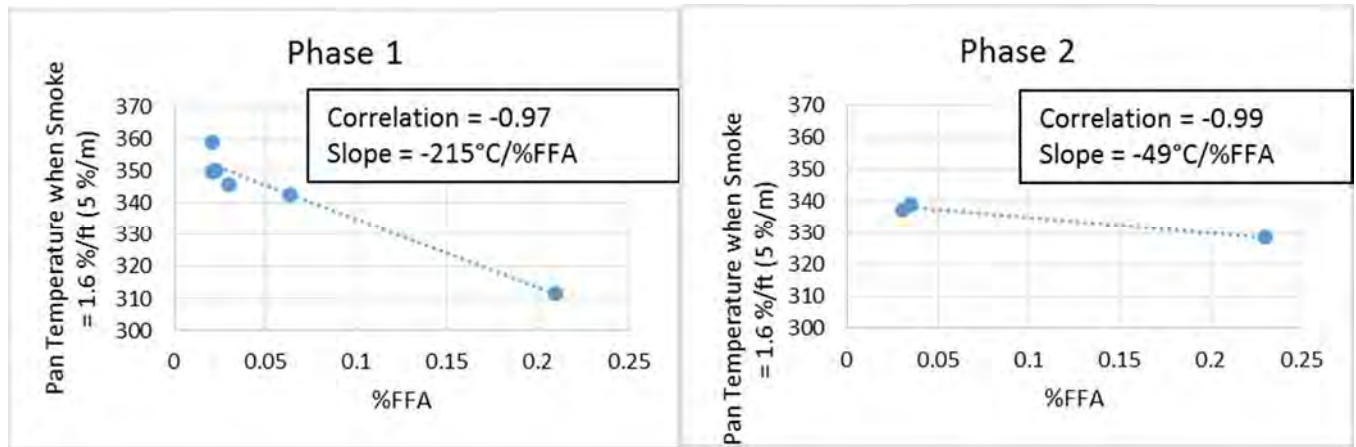 Phase 1
Correlation = -0.97
Slope = -215°C/%FFA
Pan Temperature when Smoke
= 1.6 %/ft (5 %/m)
370
360
350
340
330
320
310
300
0
0.05
0.1
0.15
0.2
0.25
%FFA
Phase 2
Correlation = -0.99
Slope = -49°C/%FFA
Pan Temperature when Smoke
= 1.6 %/ft (5 %/m)
370
360
350
340
330
320
310
300
0
0.05
0.1
0.15
0.2
0.25
%FFA